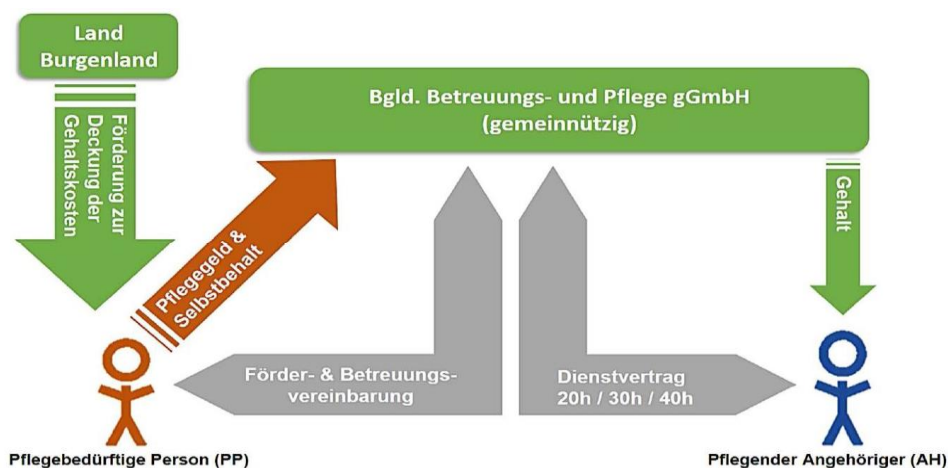 Land
Burgenland
Bgld. Betreuungs- und Pflege gGmbH
(gemeinnützig)
Förderung zur
Deckung der
Gehaltskosten
Pflegegeld &
Selbstbehalt
Gehalt
Förder- & Betreuungs-
vereinbarung
Dienstvertrag
20h / 30h / 40h
Pflegebedürftige Person (PP)
Pflegender Angehöriger (AH)